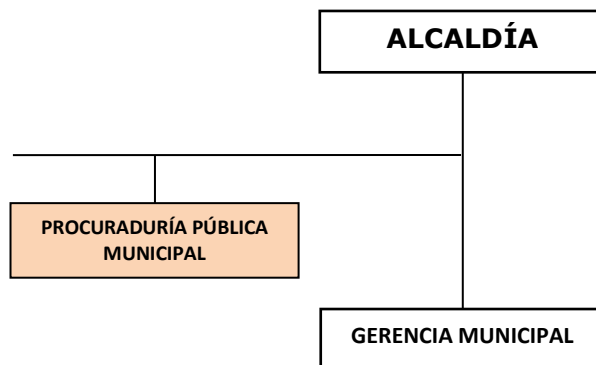 ALCALDÍA
PROCURADURÍA PÚBLICA
MUNICIPAL
GERENCIA MUNICIPAL